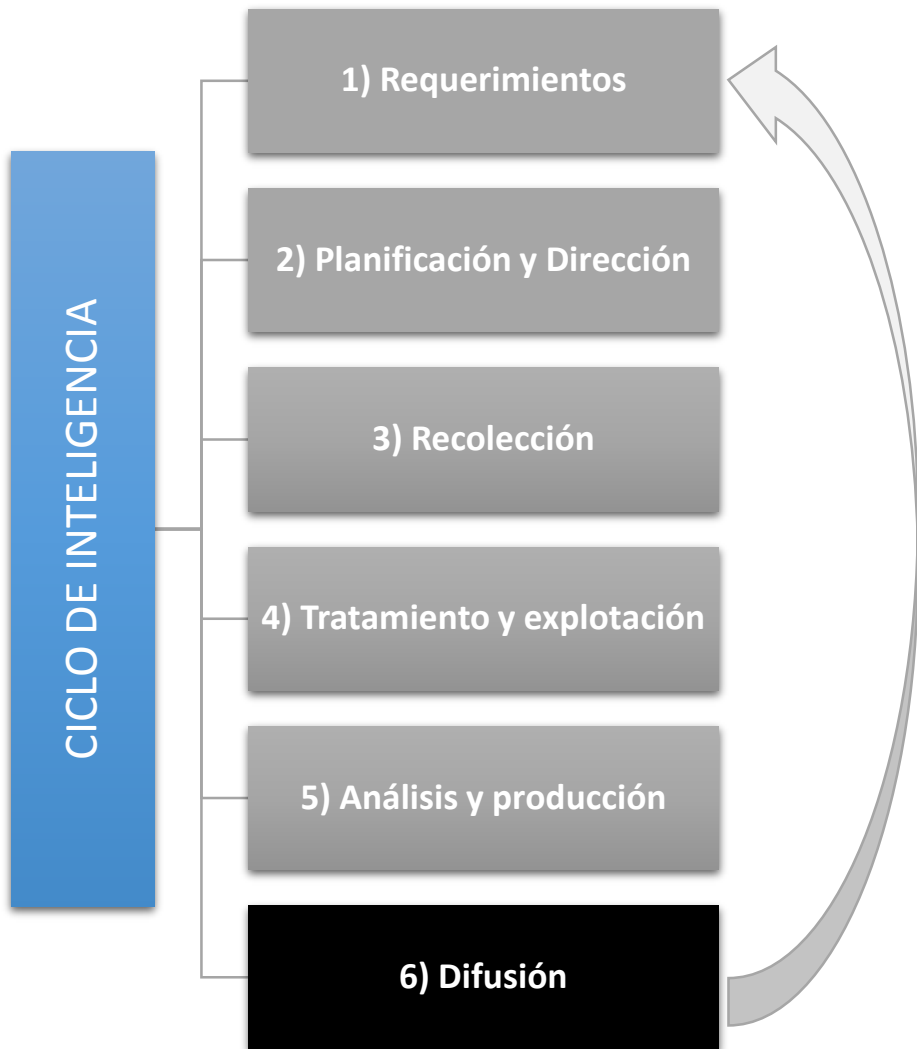 CICLO DE INTELIGENCIA
1) Requerimientos
2) Planificación y Dirección
3) Recolección
4) Tratamiento y explotación
5) Análisis y producción
6) Difusión